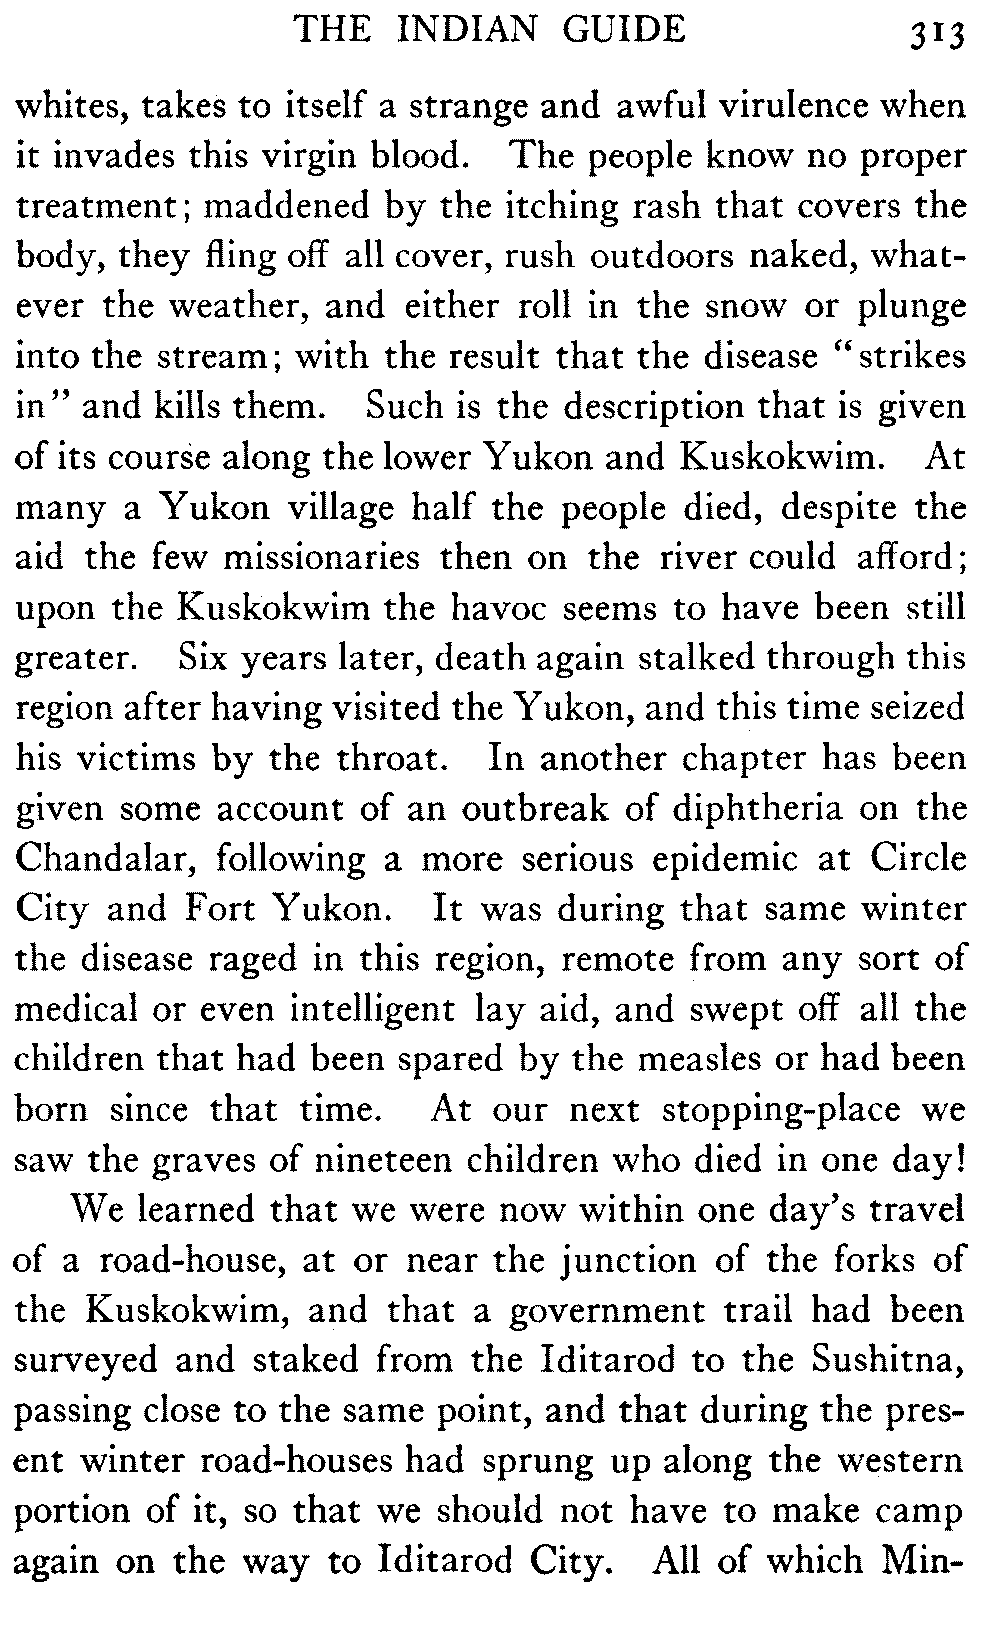 THE INDIAN GUIDE 313
whites, takes to itself a strange and awful virulence when
it invades this virgin blood. The people know no proper
treatment; maddened by the itching rash that covers the
body, they fling off all cover, rush outdoors naked, what-
ever the weather, and either roll in the snow or plunge
into the stream; with the result that the disease "strikes
in" and kills them. Such is the description that is given
of its course along the lower Yukon and Kuskokwim. At
many a Yukon village half the people died, despite the
aid the few missionaries then on the river could afford;
upon the Kuskokwim the havoc seems to have been still
greater. Six years later, death again stalked through this
region after having visited the Yukon, and this time seized
his victims by the throat. In another chapter has been
given some account of an outbreak of diphtheria on the
Chandalar, following a more serious epidemic at Circle
City and Fort Yukon. It was during that same winter
the disease raged in this region, remote from any sort of
medical or even intelligent lay aid, and swept off all the
children that had been spared by the measles or had been
born since that time. At our next stopping-place we
saw the graves of nineteen children who died in one day!
We learned that we were now within one day's travel
of a road-house, at or near the junction of the forks of
the Kuskokwim, and that a government trail had been
surveyed and staked from the Iditarod to the Sushitna,
passing close to the same point, and that during the pres-
ent winter road-houses had sprung up along the western
portion of it, so that we should not have to make camp
again on the way to Iditarod City. All of which Min-